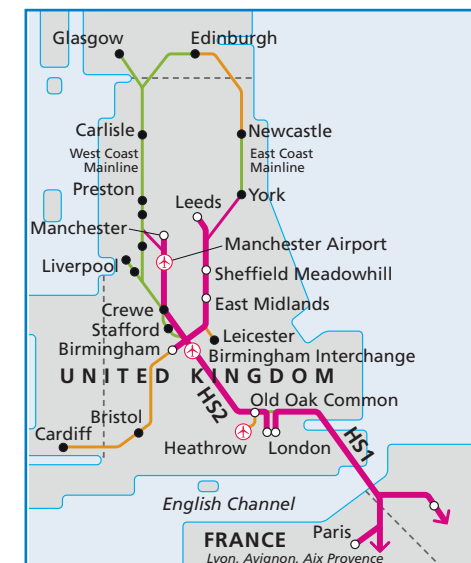 Glasgow
Edinburgh
Carlisle
Newcastle
West Coast
Mainline
East Coast
Mainline
Preston
York
Leeds
Manchester
Manchester Airport
Liverpool
Sheffield Meadowhill
East Midlands
Crewe
Stafford
Leicester
Birmingham
Birmingham Interchange
UNITED KINGDOM
HS2
Old Oak Common
Bristol
Cardiff
Heathrow
London
HS1
English Channel
Paris
FRANCE
Lyon, Avignon, Aix Provence